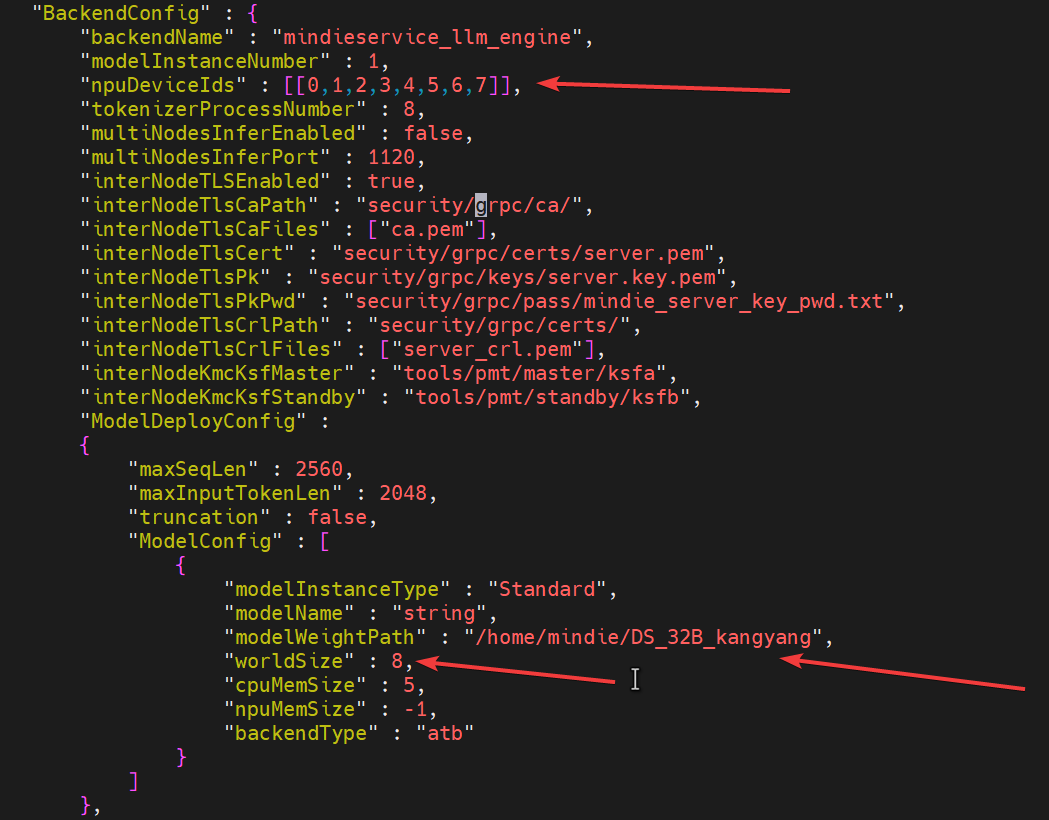 "BackendConfig" : {
"backendName" : "mindieservice_llm_engine",
"modelInstanceNumber" : 1,
"npuDeviceIds" : [[0,1,2,3,4,5,6,7]],
"tokenizerProcessNumber" : 8,
"multiNodesInferEnabled" : false,
"multiNodesInferPort" : 1120,
"interNodeTLSEnabled" : true,
"interNodeTlsCaPath" : "security/grpc/ca/",
"interNodeTlsCaFiles" : ["ca.pem"],
"interNodeTlsCert" : "security/grpc/certs/server.pem",
"interNodeTlsPk" : "security/grpc/keys/server.key.pem",
"interNodeTlsPkPwd" : "security/grpc/pass/mindie_server_key_pwd.txt",
"interNodeTlsCrlPath" : "security/grpc/certs/",
"interNodeTlsCrlFiles" : ["server_crl.pem"],
"interNodeKmcKsfMaster" : "tools/pmt/master/ksfa",
"interNodeKmcKsfStandby" : "tools/pmt/standby/ksfb",
"ModelDeployConfig" :
{
"maxSeqLen" : 2560,
"maxInputTokenLen" : 2048,
"truncation" : false,
"ModelConfig" : [
{
"modelInstanceType" : "Standard",
"modelName" : "string",
"modelWeightPath" : "/home/mindie/DS_32B_kangyang",
"worldSize" : 8,
"cpuMemSize" : 5,
"npuMemSize" : -1,
"backendType" : "atb"
}
]
},